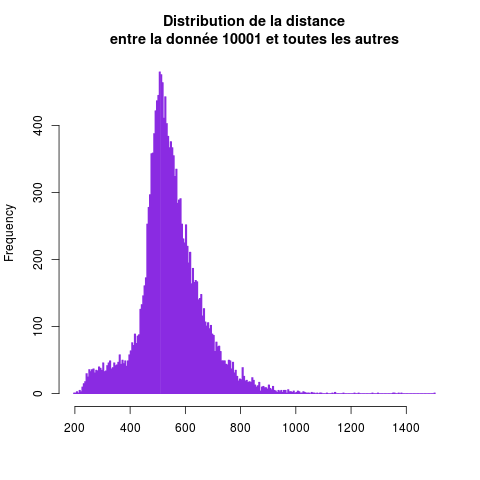 Distribution de la distance
entre la donnée 10001 et toutes les autres
Frequency
400
300
200
100
0
200 400 600 800 1000 1200 1400